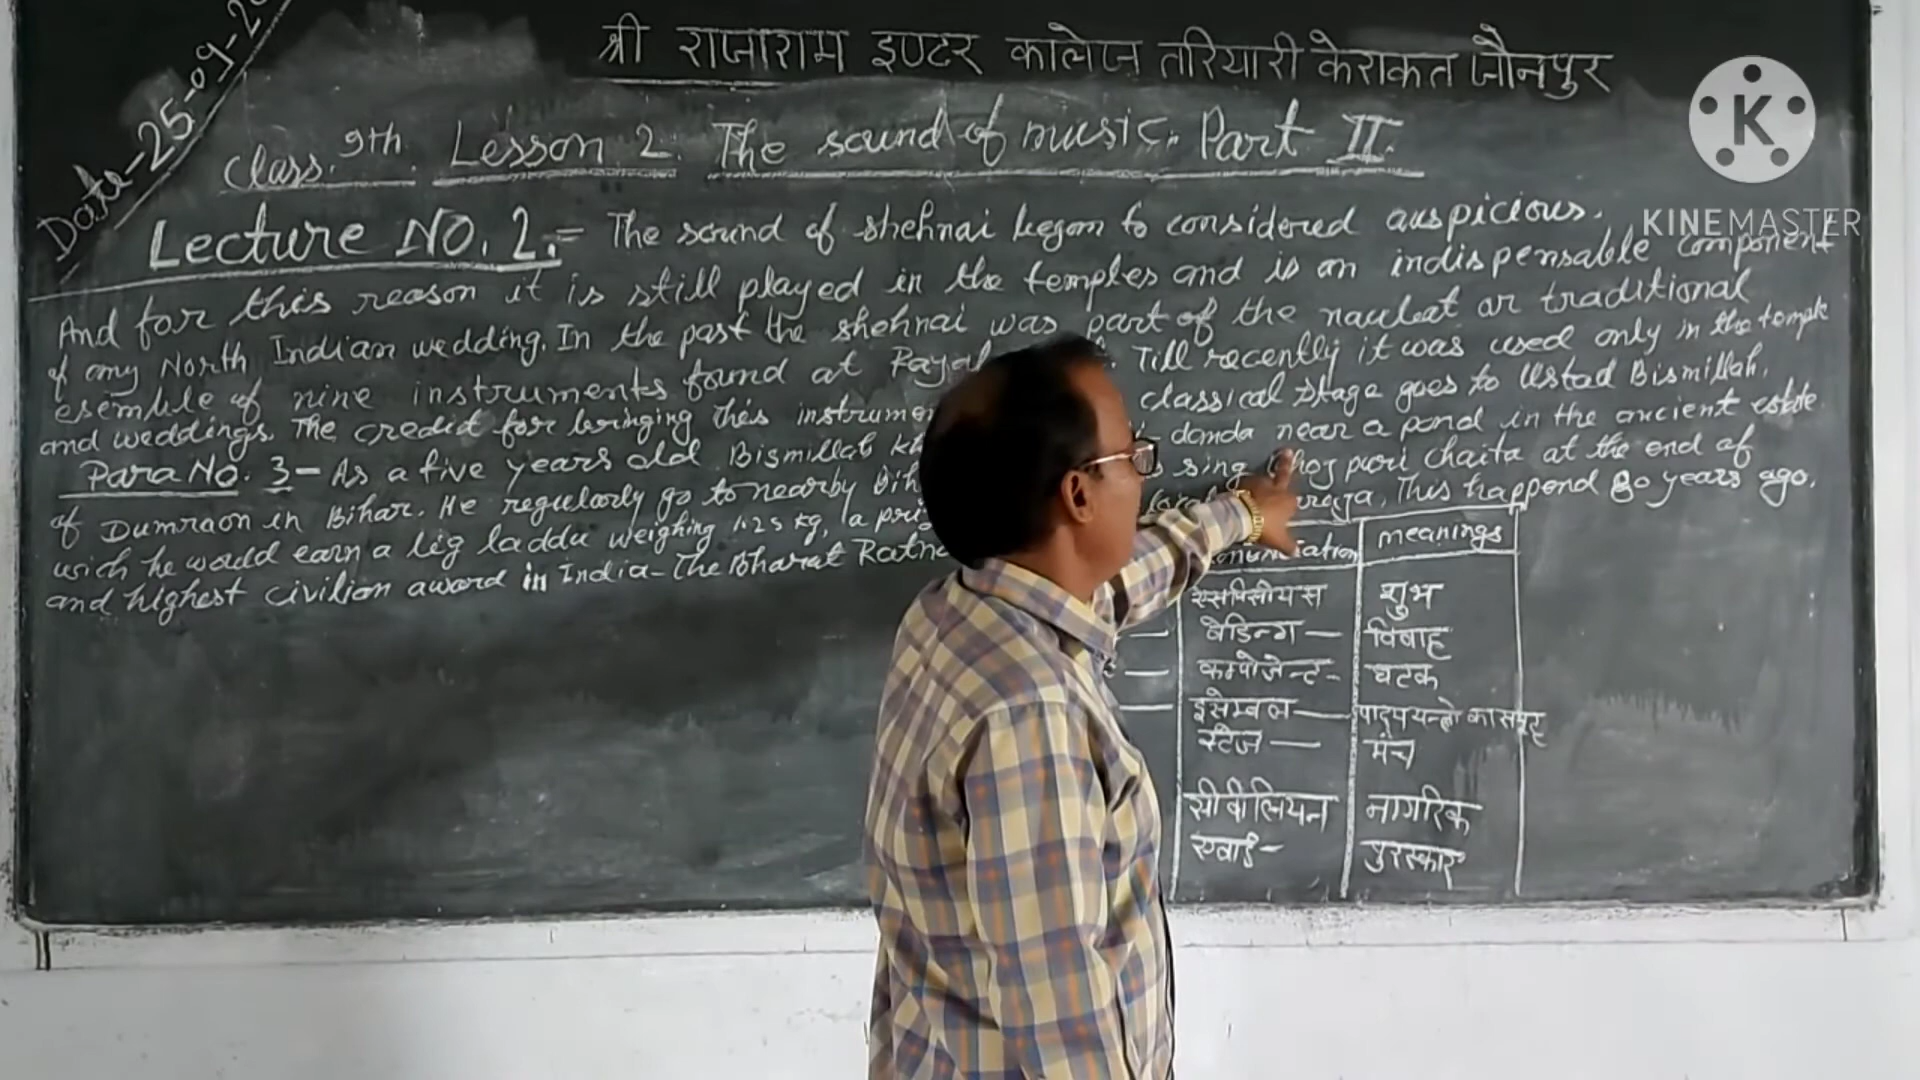 Date-25-09-20
श्री राजाराम इण्टर कालेज तरियारी केराकत जौनपुर
Class. 9th. Lesson 2. The sound of music. Part II.
Lecture NO. 2.= The sound of shehnai began to considered auspicious.
And for this reason it is still played in the temples and is an indispensable component
of any North Indian wedding. In the past the shehnai was part of the naubat or traditional
esemble of nine instruments found at Till recently it was used only in the temple
and weddings. The credit for bringing this classical stage goes to Ustad Bismillah.
Para No. 3- As a five years old Bismillah danda near a pond in the ancient estate
of Dumraon in Bihar. He regularly go to nearby sing Bhojpuri Chaita at the end of
wich he would earn a big laddu weighing 1.25 kg, a This happend 80 years ago.
and highest civilian award in India- The Bharat
meanings
एसपिसीयस शुभ
वेडिन्ग — विवाह
— कम्पोजेन्ट- घटक
— इसेम्बल —
स्टेज — मंच
सीवीलियन नागरिक
एवार्ड - पुरस्कार
K
KINEMASTER